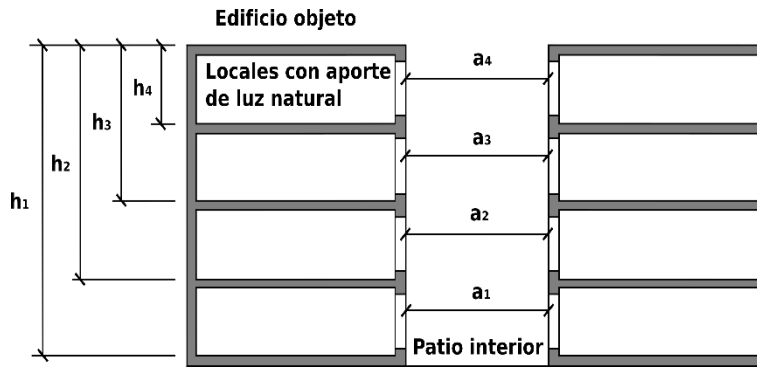 Edificio objeto
Locales con aporte
de luz natural
a4
h4
h3
a3
h2
h1
a2
a1
Patio interior